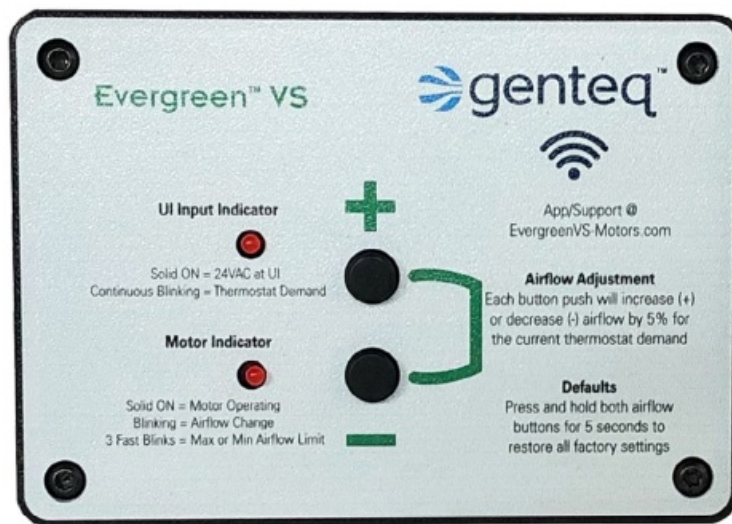 Evergreen™ VS
genteq™
App/Support @
EvergreenVS-Motors.com
UI Input Indicator
Solid ON = 24VAC at UI
Continuous Blinking = Thermostat Demand
+
Airflow Adjustment
Each button push will increase (+)
or decrease (-) airflow by 5% for
the current thermostat demand
Motor Indicator
Solid ON = Motor Operating
Blinking = Airflow Change
3 Fast Blinks = Max or Min Airflow Limit
−
Defaults
Press and hold both airflow
buttons for 5 seconds to
restore all factory settings